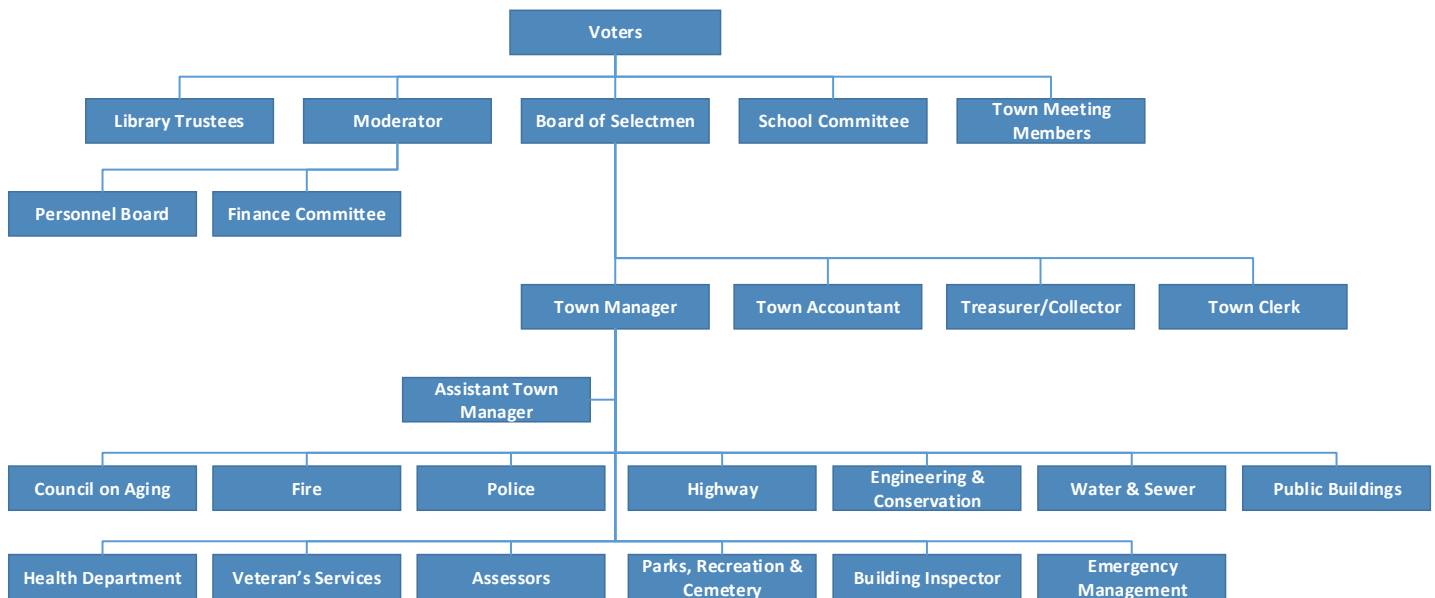 Voters
Library Trustees
Moderator
Board of Selectmen
School Committee
Town Meeting
Members
Personnel Board
Finance Committee
Town Manager
Town Accountant
Treasurer/Collector
Town Clerk
Assistant Town
Manager
Council on Aging
Fire
Police
Highway
Engineering &
Conservation
Water & Sewer
Public Buildings
Health Department
Veteran’s Services
Assessors
Parks, Recreation &
Cemetery
Building Inspector
Emergency
Management